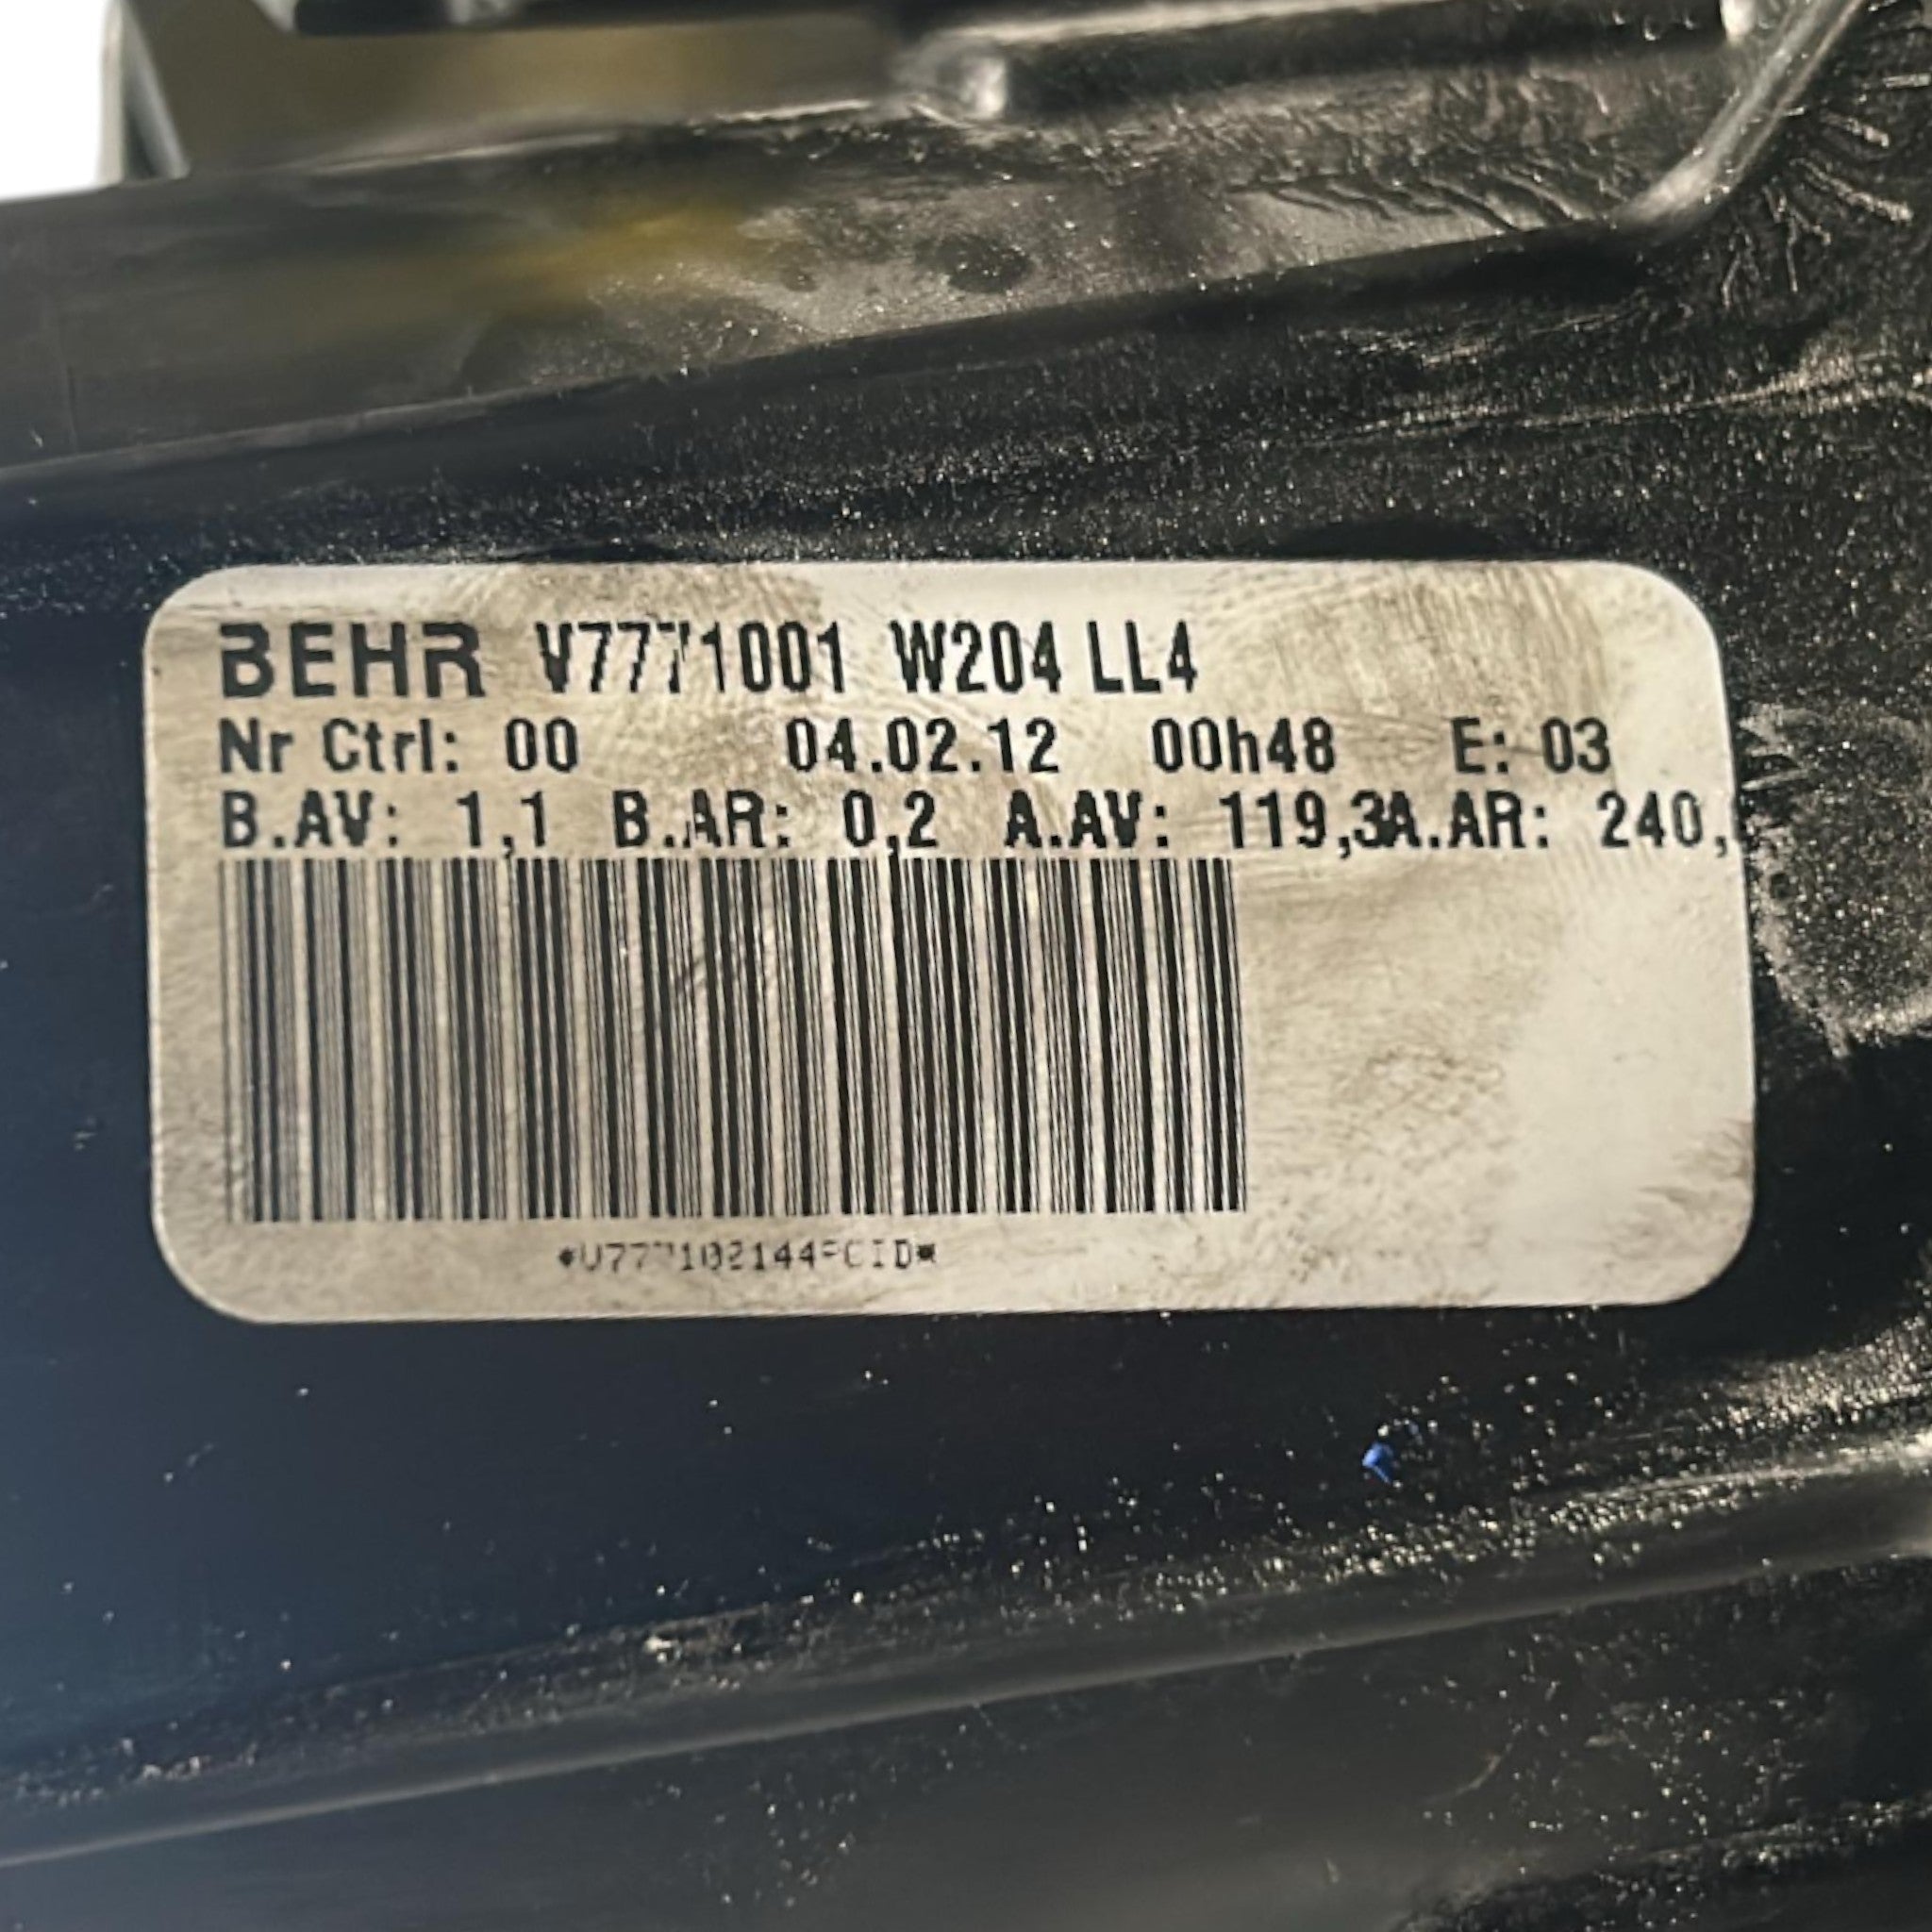 BEHR V7771001 W204 LL4
Nr Ctrl: 00 04.02.12 00h48 E: 03
B.AV: 1,1 B.AR: 0,2 A.AV: 119,3A.AR: 240,